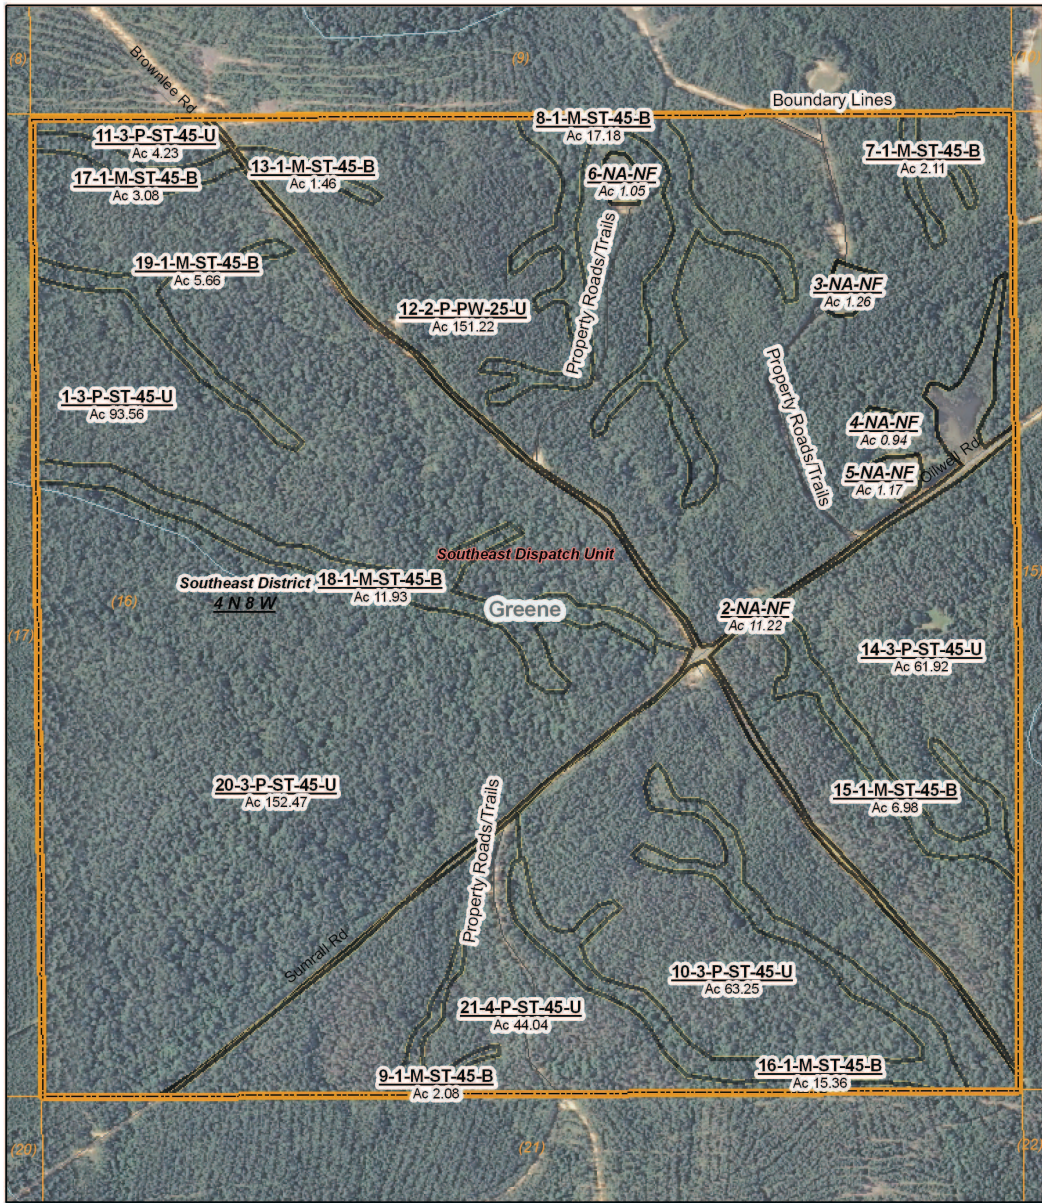 (8)
(9)
Brownlee Rd
Boundary Lines
8-1-M-ST-45-B
Ac 17.18
11-3-P-ST-45-U
Ac 4.23
7-1-M-ST-45-B
Ac 2.11
13-1-M-ST-45-B
Ac 1.46
17-1-M-ST-45-B
Ac 3.08
6-NA-NF
Ac 1.05
Property Roads/Trails
19-1-M-ST-45-B
Ac 5.66
3-NA-NF
Ac 1.26
12-2-P-PW-25-U
Ac 151.22
Property Roads/Trails
1-3-P-ST-45-U
Ac 93.56
4-NA-NF
Ac 0.94
5-NA-NF
Ac 1.17
Oilwell Rd
Southeast Dispatch Unit
Southeast District
4 N 8 W
18-1-M-ST-45-B
Ac 11.93
(15)
(16)
Greene
2-NA-NF
Ac 11.22
(17)
14-3-P-ST-45-U
Ac 61.92
20-3-P-ST-45-U
Ac 152.47
15-1-M-ST-45-B
Ac 6.98
Property Roads/Trails
Sumrall Rd
10-3-P-ST-45-U
Ac 63.25
21-4-P-ST-45-U
Ac 44.04
16-1-M-ST-45-B
Ac 15.36
9-1-M-ST-45-B
Ac 2.08
(20)
(21)
(22)